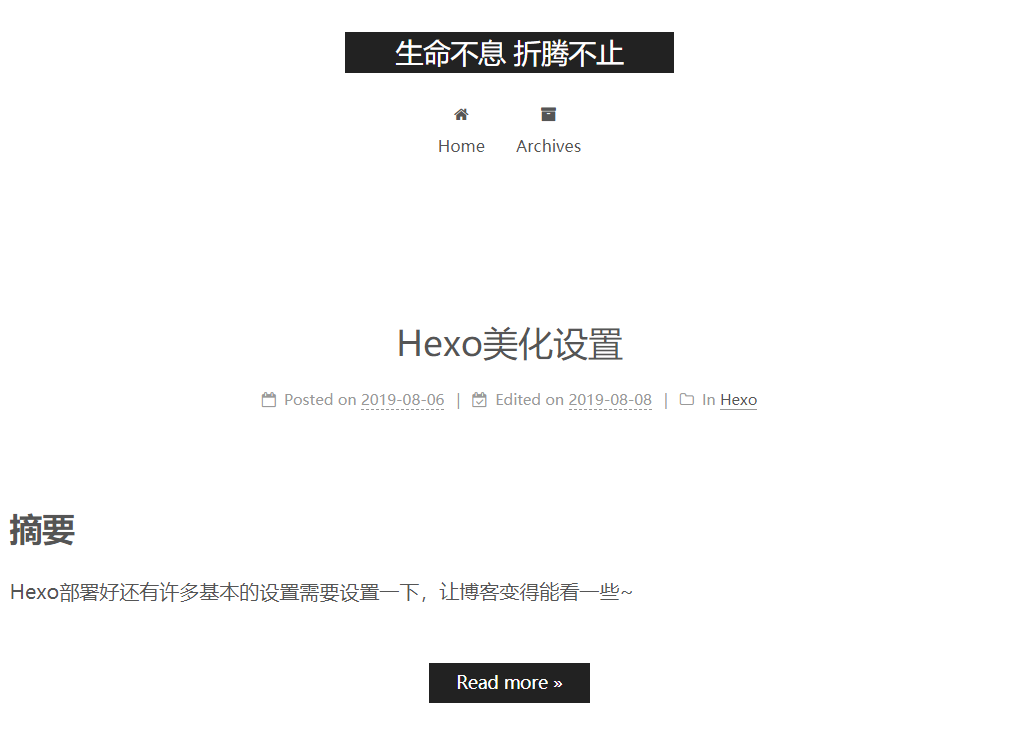 生命不息 折腾不止
Home Archives
Hexo美化设置
Posted on 2019-08-06 | Edited on 2019-08-08 | In Hexo
摘要
Hexo部署好还有许多基本的设置需要设置一下，让博客变得能看一些~
Read more »